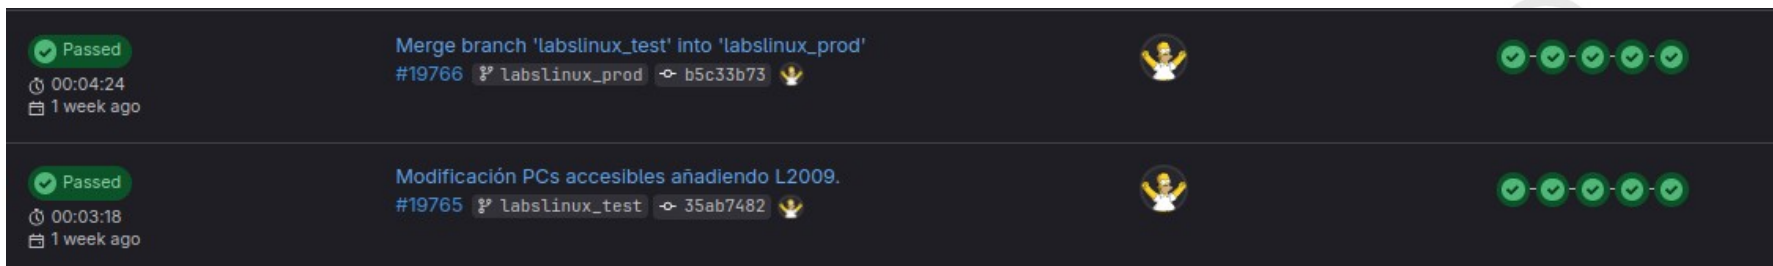 Passed
00:04:24
1 week ago
Merge branch 'labslinux_test' into 'labslinux_prod'
#19766 labslinux_prod b5c33b73
Passed
00:03:18
1 week ago
Modificación PCs accesibles añadiendo L2009.
#19765 labslinux_test 35ab7482